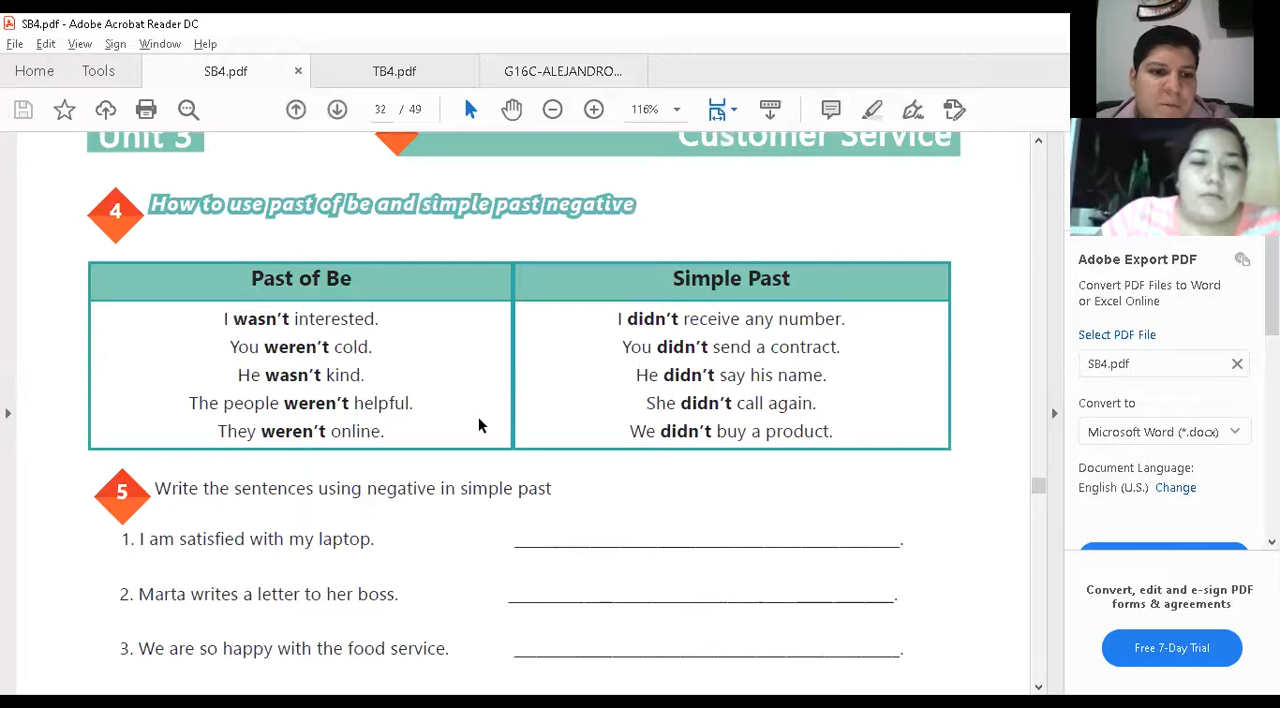 SB4.pdf - Adobe Acrobat Reader DC
File Edit View Sign Window Help
Home Tools SB4.pdf × TB4.pdf G16C-ALEJANDRO...
32 / 49 116%
Unit 3 Customer Service
4 How to use past of be and simple past negative
Past of Be
I wasn't interested.
You weren't cold.
He wasn't kind.
The people weren't helpful.
They weren't online.
Simple Past
I didn't receive any number.
You didn't send a contract.
He didn't say his name.
She didn't call again.
We didn't buy a product.
5 Write the sentences using negative in simple past
1. I am satisfied with my laptop. ______________________.
2. Marta writes a letter to her boss. ______________________.
3. We are so happy with the food service. ______________________.
Adobe Export PDF
Convert PDF Files to Word
or Excel Online
Select PDF File
SB4.pdf
Convert to
Microsoft Word (*.docx)
Document Language:
English (U.S.) Change
Convert, edit and e-sign PDF
forms & agreements
Free 7-Day Trial